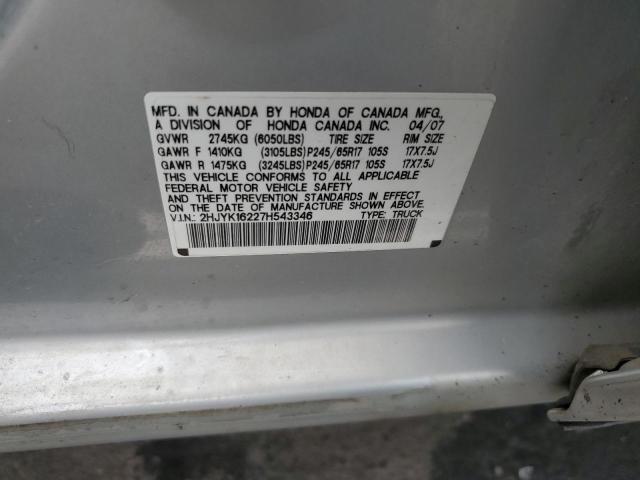 MFD. IN CANADA BY HONDA OF CANADA MFG.,
A DIVISION OF HONDA CANADA INC. 04/07
GVWR 2745KG (6050LBS) TIRE SIZE RIM SIZE
GAWR F 1410KG (3105LBS)P245/65R17 105S 17X7.5J
GAWR R 1475KG (3245LBS)P245/65R17 105S 17X7.5J
THIS VEHICLE CONFORMS TO ALL APPLICABLE
FEDERAL MOTOR VEHICLE SAFETY
AND THEFT PREVENTION STANDARDS IN EFFECT
ON THE DATE OF MANUFACTURE SHOWN ABOVE.
V.I.N.: 2HJYK16227H543346 TYPE: TRUCK